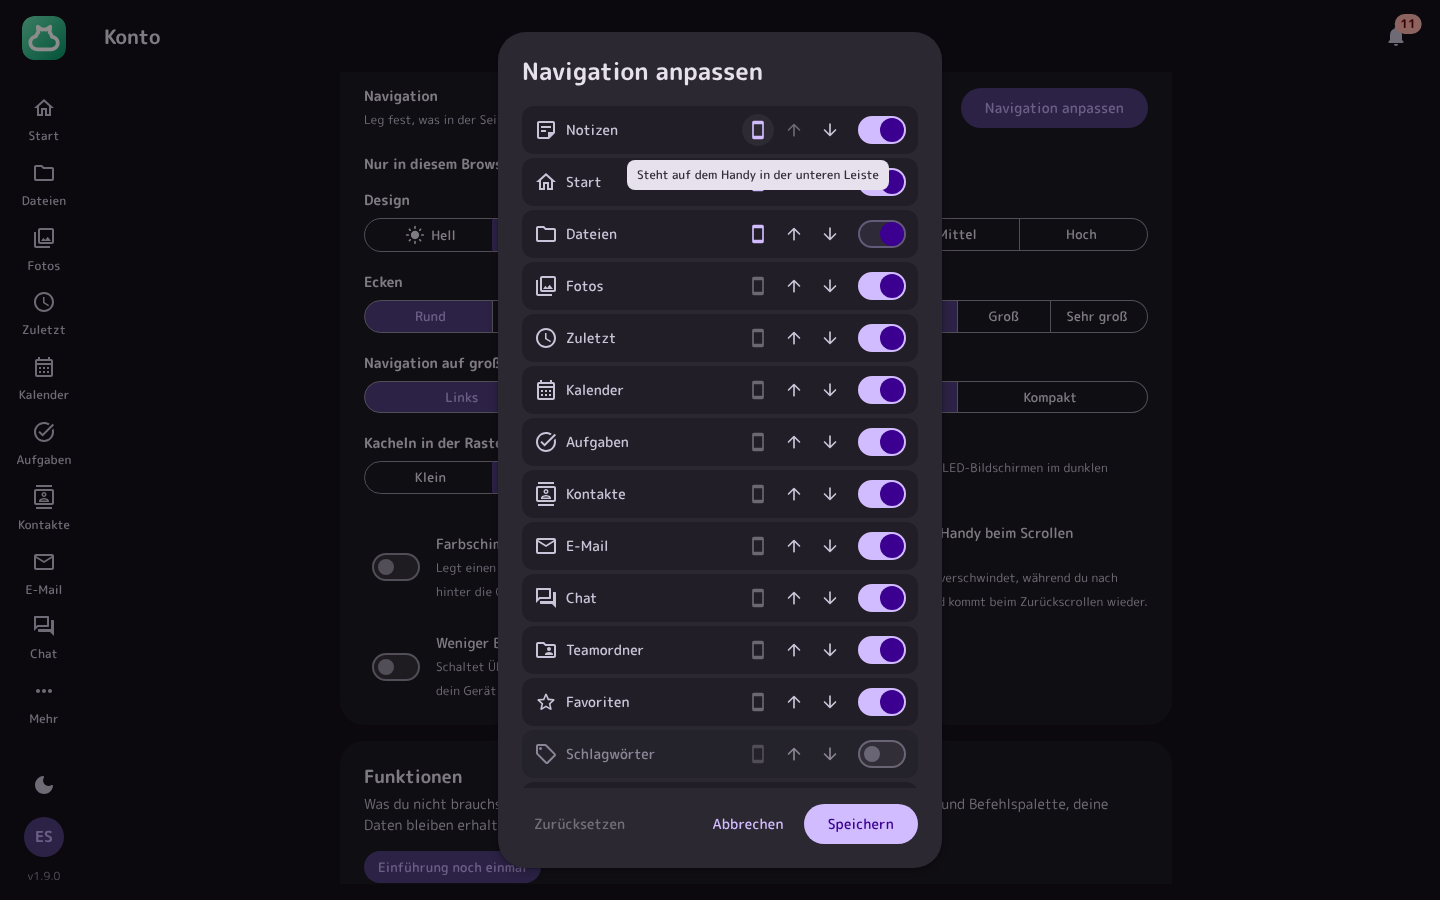 Konto
11
Start
Dateien
Fotos
Zuletzt
Kalender
Aufgaben
Kontakte
E-Mail
Chat
Mehr
ES
v1.9.0
Navigation
Leg fest, was in der Sei
Navigation anpassen
Nur in diesem Brows
Design
Hell
Mittel
Hoch
Ecken
Rund
Groß
Sehr groß
Navigation auf groß
Links
Kompakt
Kacheln in der Raste
Klein
LED-Bildschirmen im dunklen
Farbschim
Legt einen
hinter die
Handy beim Scrollen
verschwindet, während du nach
kommt beim Zurückscrollen wieder.
Weniger
Schaltet
dein Gerät
Funktionen
Was du nicht brauchs
und Befehlspalette, deine
Daten bleiben erhalt
Einführung noch einmal
Navigation anpassen
Notizen
Steht auf dem Handy in der unteren Leiste
Start
Dateien
Fotos
Zuletzt
Kalender
Aufgaben
Kontakte
E-Mail
Chat
Teamordner
Favoriten
Schlagwörter
Zurücksetzen
Abbrechen
Speichern